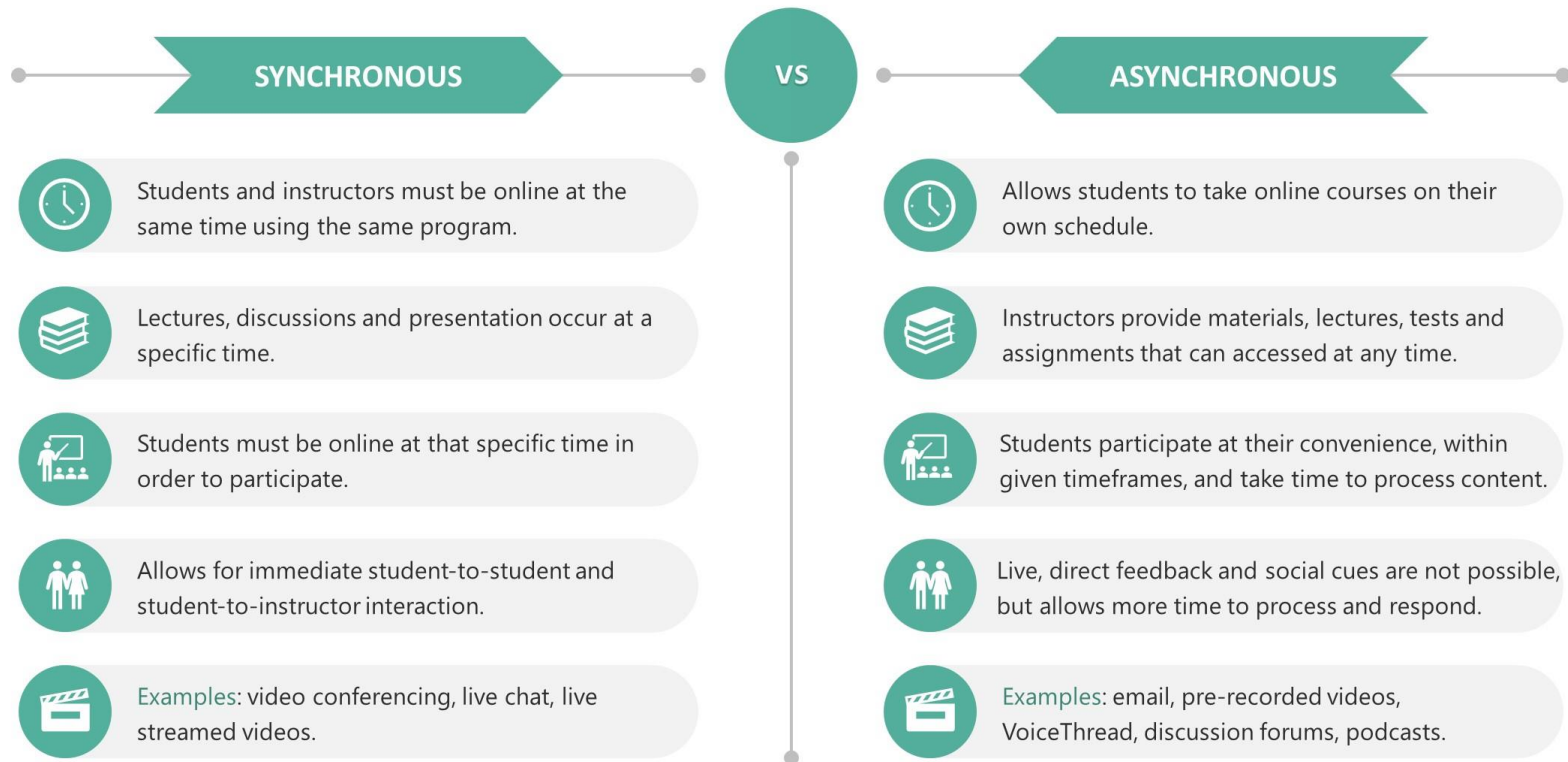 SYNCHRONOUS
VS
ASYNCHRONOUS
Students and instructors must be online at the
same time using the same program.
Lectures, discussions and presentation occur at a
specific time.
Students must be online at that specific time in
order to participate.
Allows for immediate student-to-student and
student-to-instructor interaction.
Examples: video conferencing, live chat, live
streamed videos.
Allows students to take online courses on their
own schedule.
Instructors provide materials, lectures, tests and
assignments that can accessed at any time.
Students participate at their convenience, within
given timeframes, and take time to process content.
Live, direct feedback and social cues are not possible,
but allows more time to process and respond.
Examples: email, pre-recorded videos,
VoiceThread, discussion forums, podcasts.